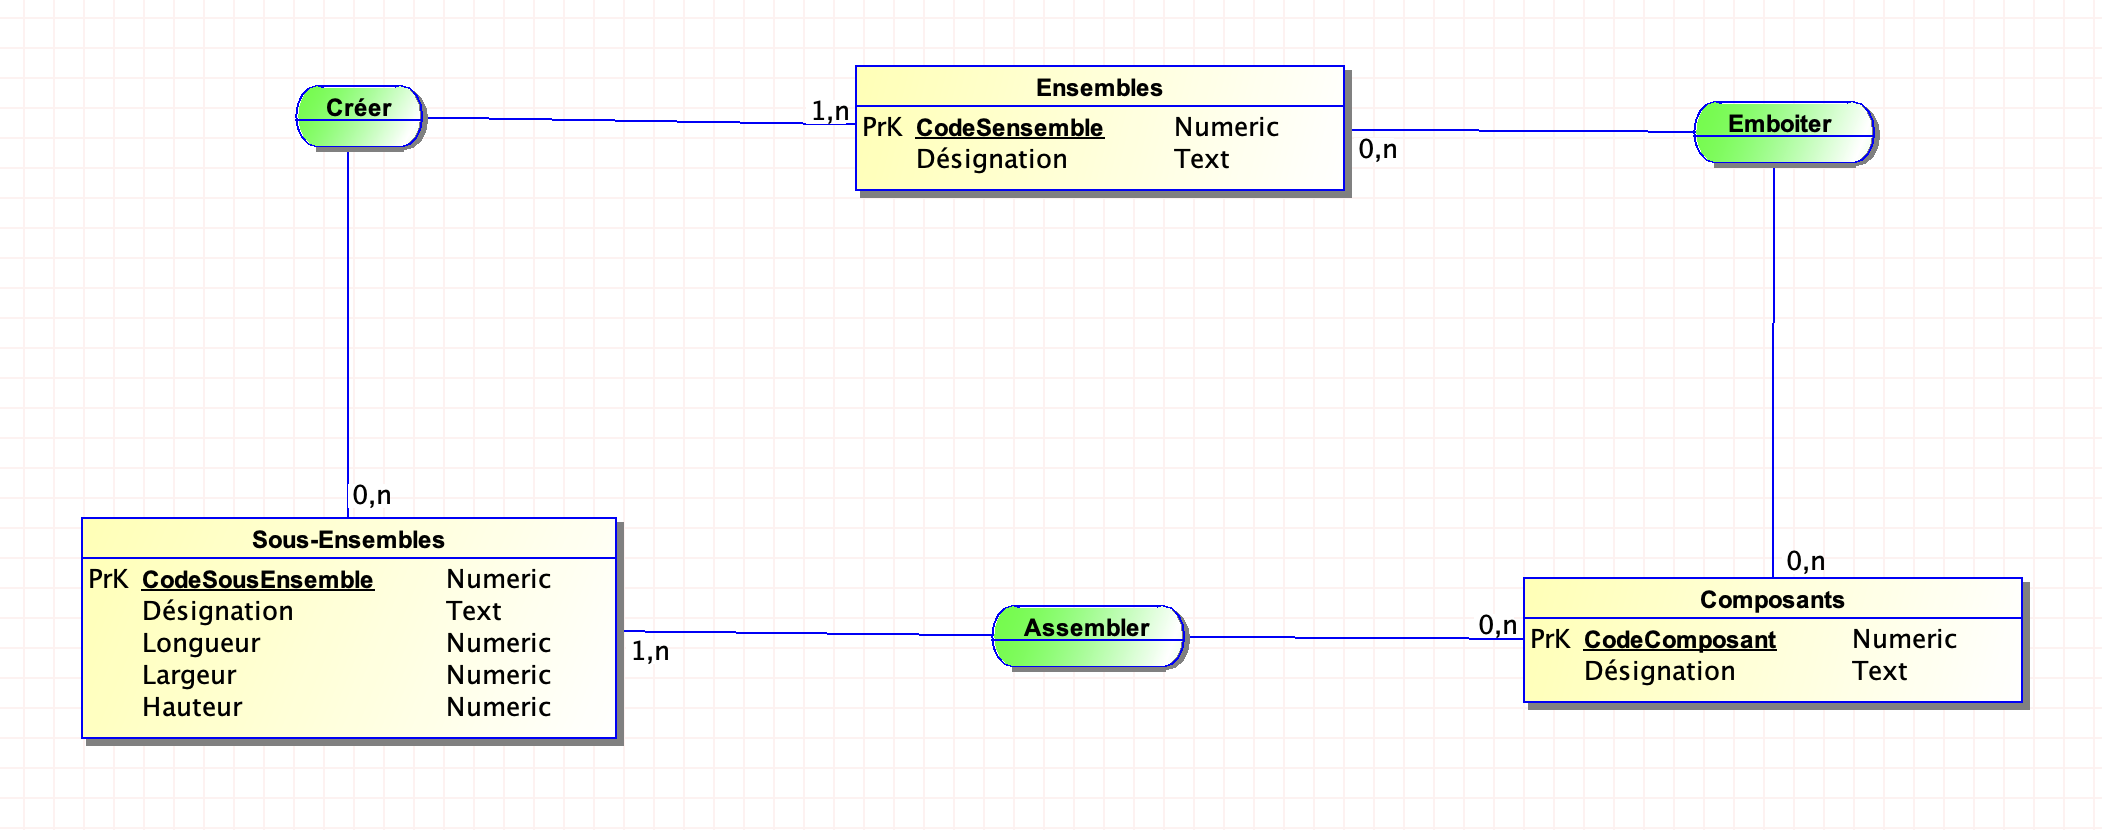 Créer
1,n
Ensembles
PrK CodeSensemble Numeric
Désignation Text
0,n
Emboiter
0,n
Sous-Ensembles
PrK CodeSousEnsemble Numeric
Désignation Text
Longueur Numeric
Largeur Numeric
Hauteur Numeric
1,n
Assembler
0,n
0,n
Composants
PrK CodeComposant Numeric
Désignation Text